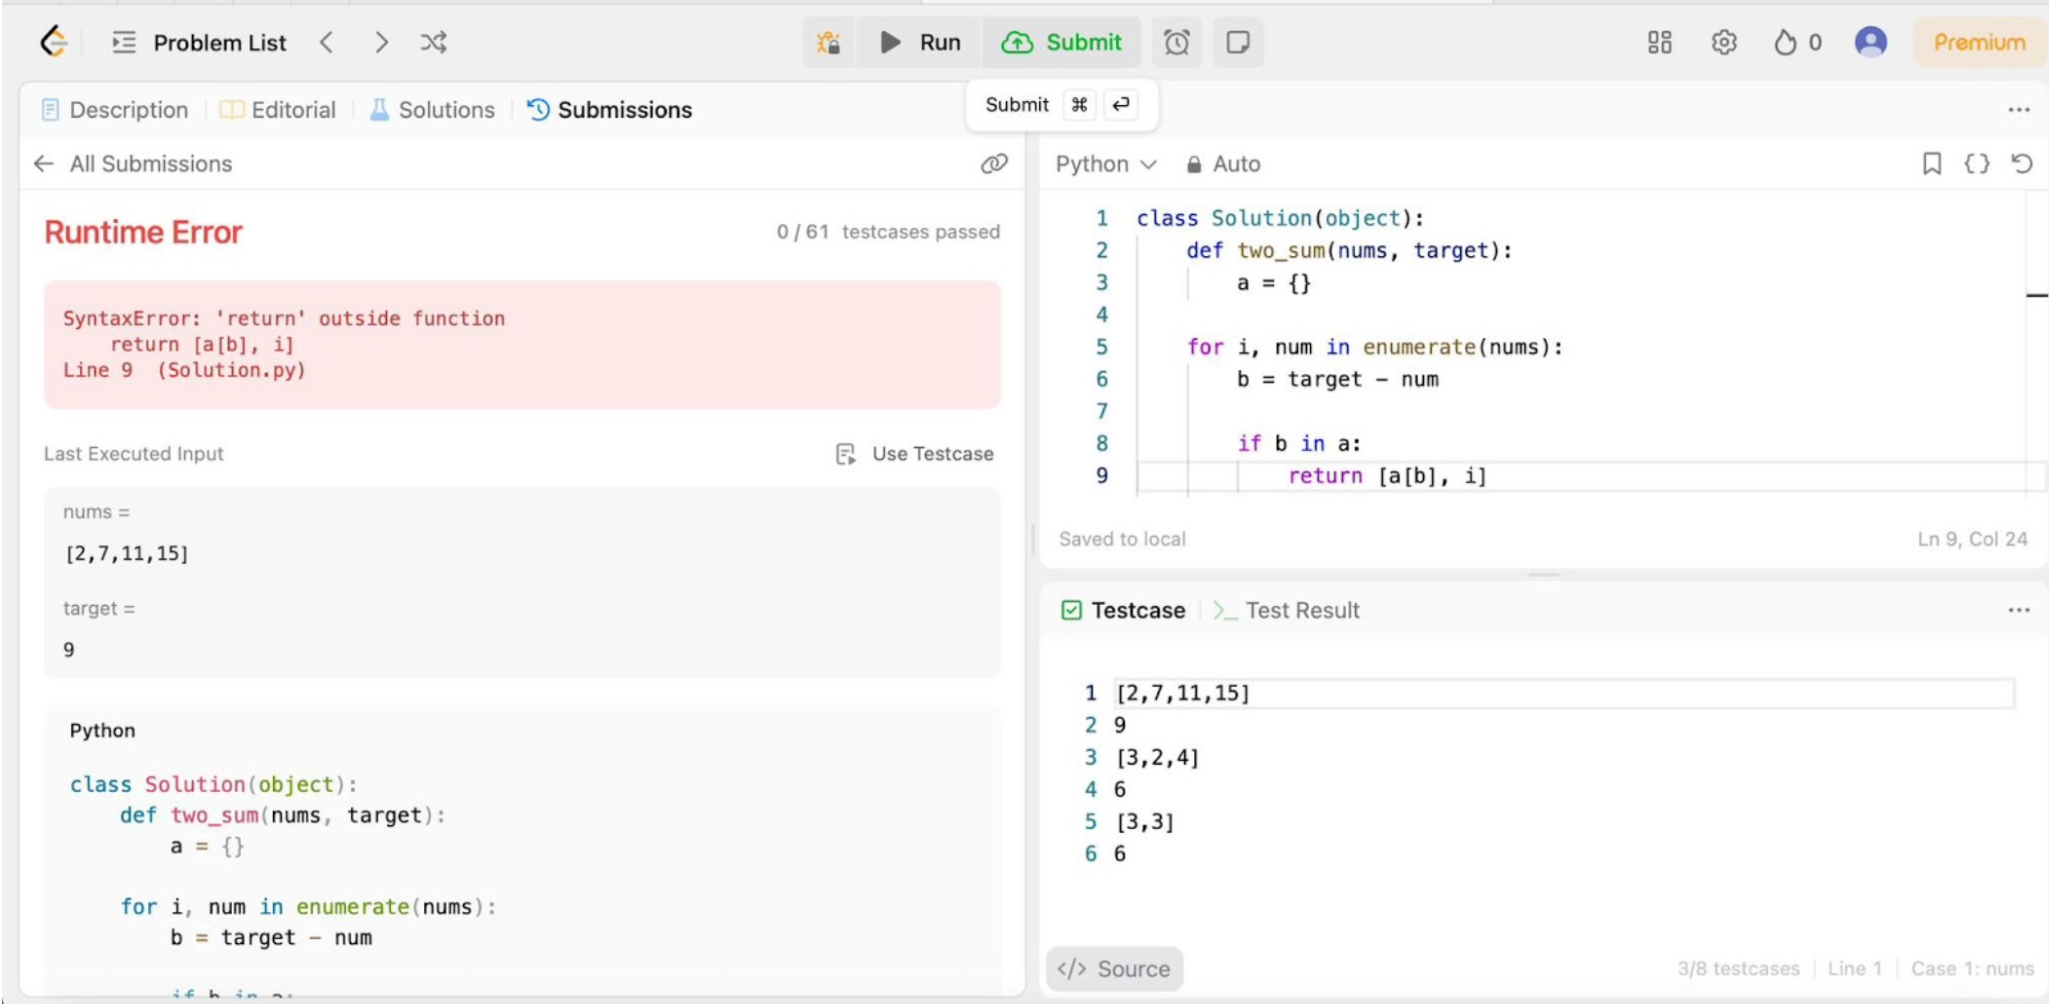 Problem List
Run
Submit
0
Premium
Submit ⌘ ↵
Description
Editorial
Solutions
Submissions
All Submissions
Runtime Error
0 / 61 testcases passed
SyntaxError: 'return' outside function
    return [a[b], i]
Line 9  (Solution.py)
Last Executed Input
Use Testcase
nums =
[2,7,11,15]
target =
9
Python
class Solution(object):
    def two_sum(nums, target):
        a = {}
    for i, num in enumerate(nums):
        b = target - num
        if b in a:
Python
Auto
1 class Solution(object):
2     def two_sum(nums, target):
3         a = {}
4
5     for i, num in enumerate(nums):
6         b = target - num
7
8         if b in a:
9             return [a[b], i]
Saved to local
Ln 9, Col 24
Testcase
Test Result
1 [2,7,11,15]
2 9
3 [3,2,4]
4 6
5 [3,3]
6 6
</> Source
3/8 testcases
Line 1
Case 1: nums